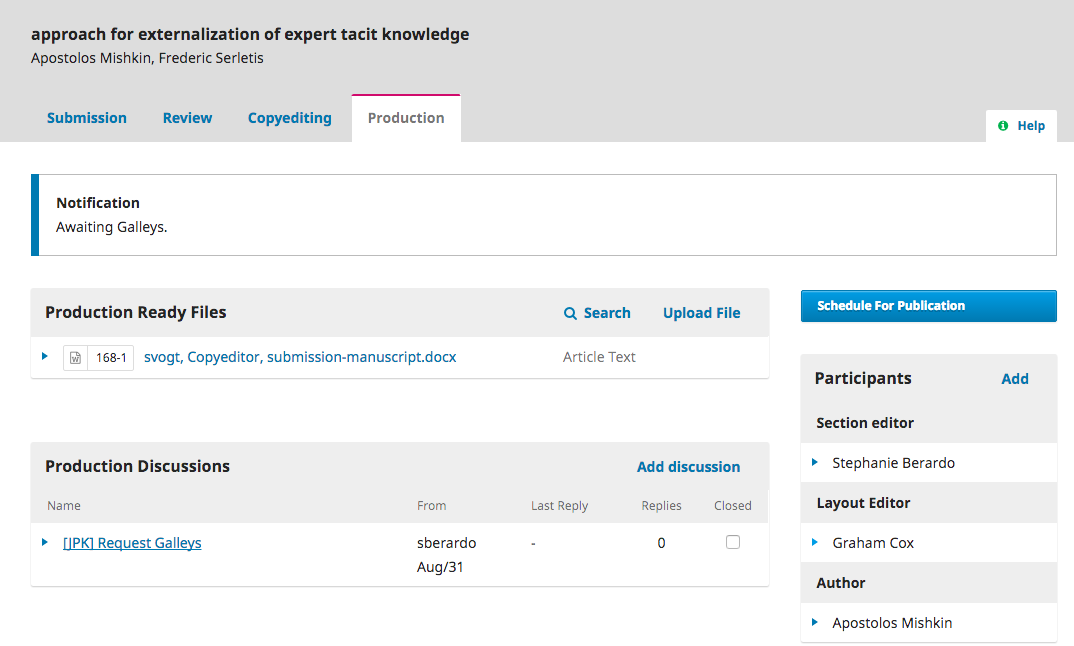 approach for externalization of expert tacit knowledge
Apostolos Mishkin, Frederic Serletis
Submission Review Copyediting Production
Help
Notification
Awaiting Galleys.
Production Ready Files Search Upload File
168-1 svogt, Copyeditor, submission-manuscript.docx Article Text
Production Discussions Add discussion
Name From Last Reply Replies Closed
[JPK] Request Galleys sberardo - 0
Aug/31
Schedule For Publication
Participants Add
Section editor
Stephanie Berardo
Layout Editor
Graham Cox
Author
Apostolos Mishkin